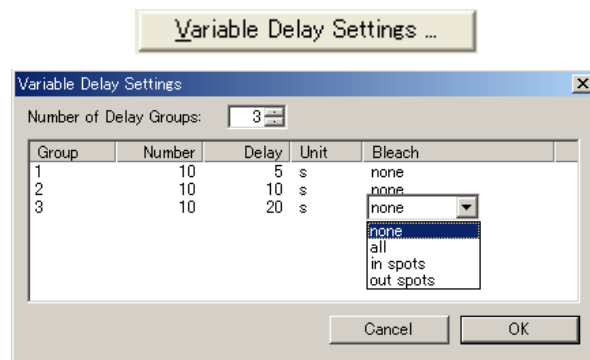 Variable Delay Settings ...
Variable Delay Settings
Number of Delay Groups: 3
Group Number Delay Unit Bleach
1 10 5 s none
2 10 10 s none
3 10 20 s none
none
all
in spots
out spots
Cancel OK